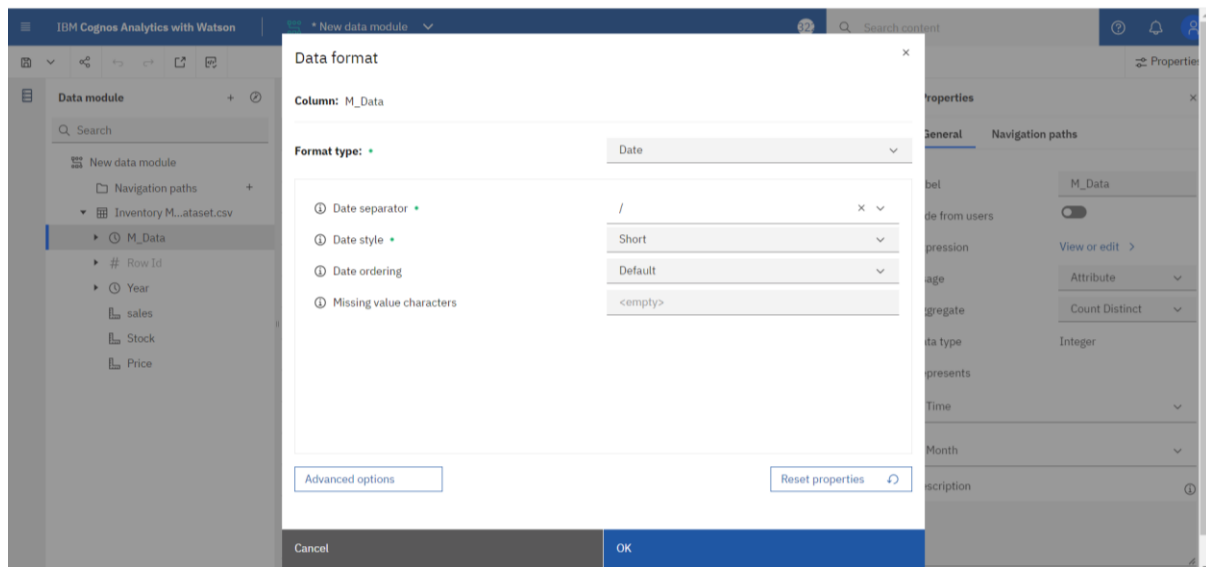 IBM Cognos Analytics with Watson
* New data module
Search content
Properties
Data module
Search
New data module
Navigation paths
Inventory M...ataset.csv
M_Data
Row Id
Year
sales
Stock
Price
Data format
Column: M_Data
Format type:
Date
Date separator
/
Date style
Short
Date ordering
Default
Missing value characters
<empty>
Advanced options
Reset properties
Cancel
OK
Properties
General
Navigation paths
bel
M_Data
de from users
pression
View or edit
age
Attribute
ggregate
Count Distinct
ata type
Integer
presents
Time
Month
scription